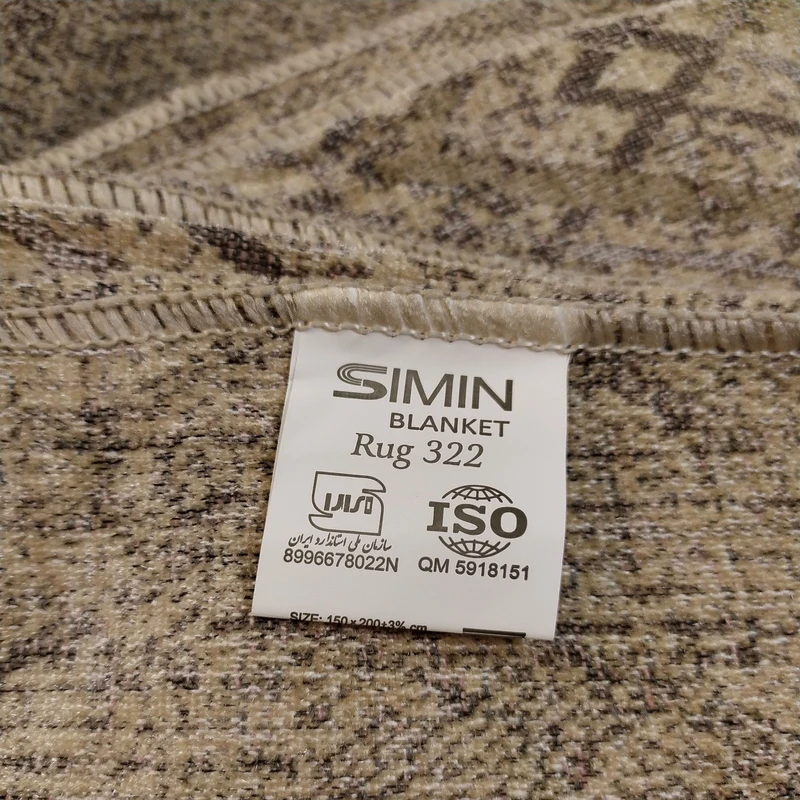 SIMIN
BLANKET
Rug 322
ISO
سازمان ملی استاندارد ایران
8996678022N
QM 5918151
SIZE: 150×200±3% cm